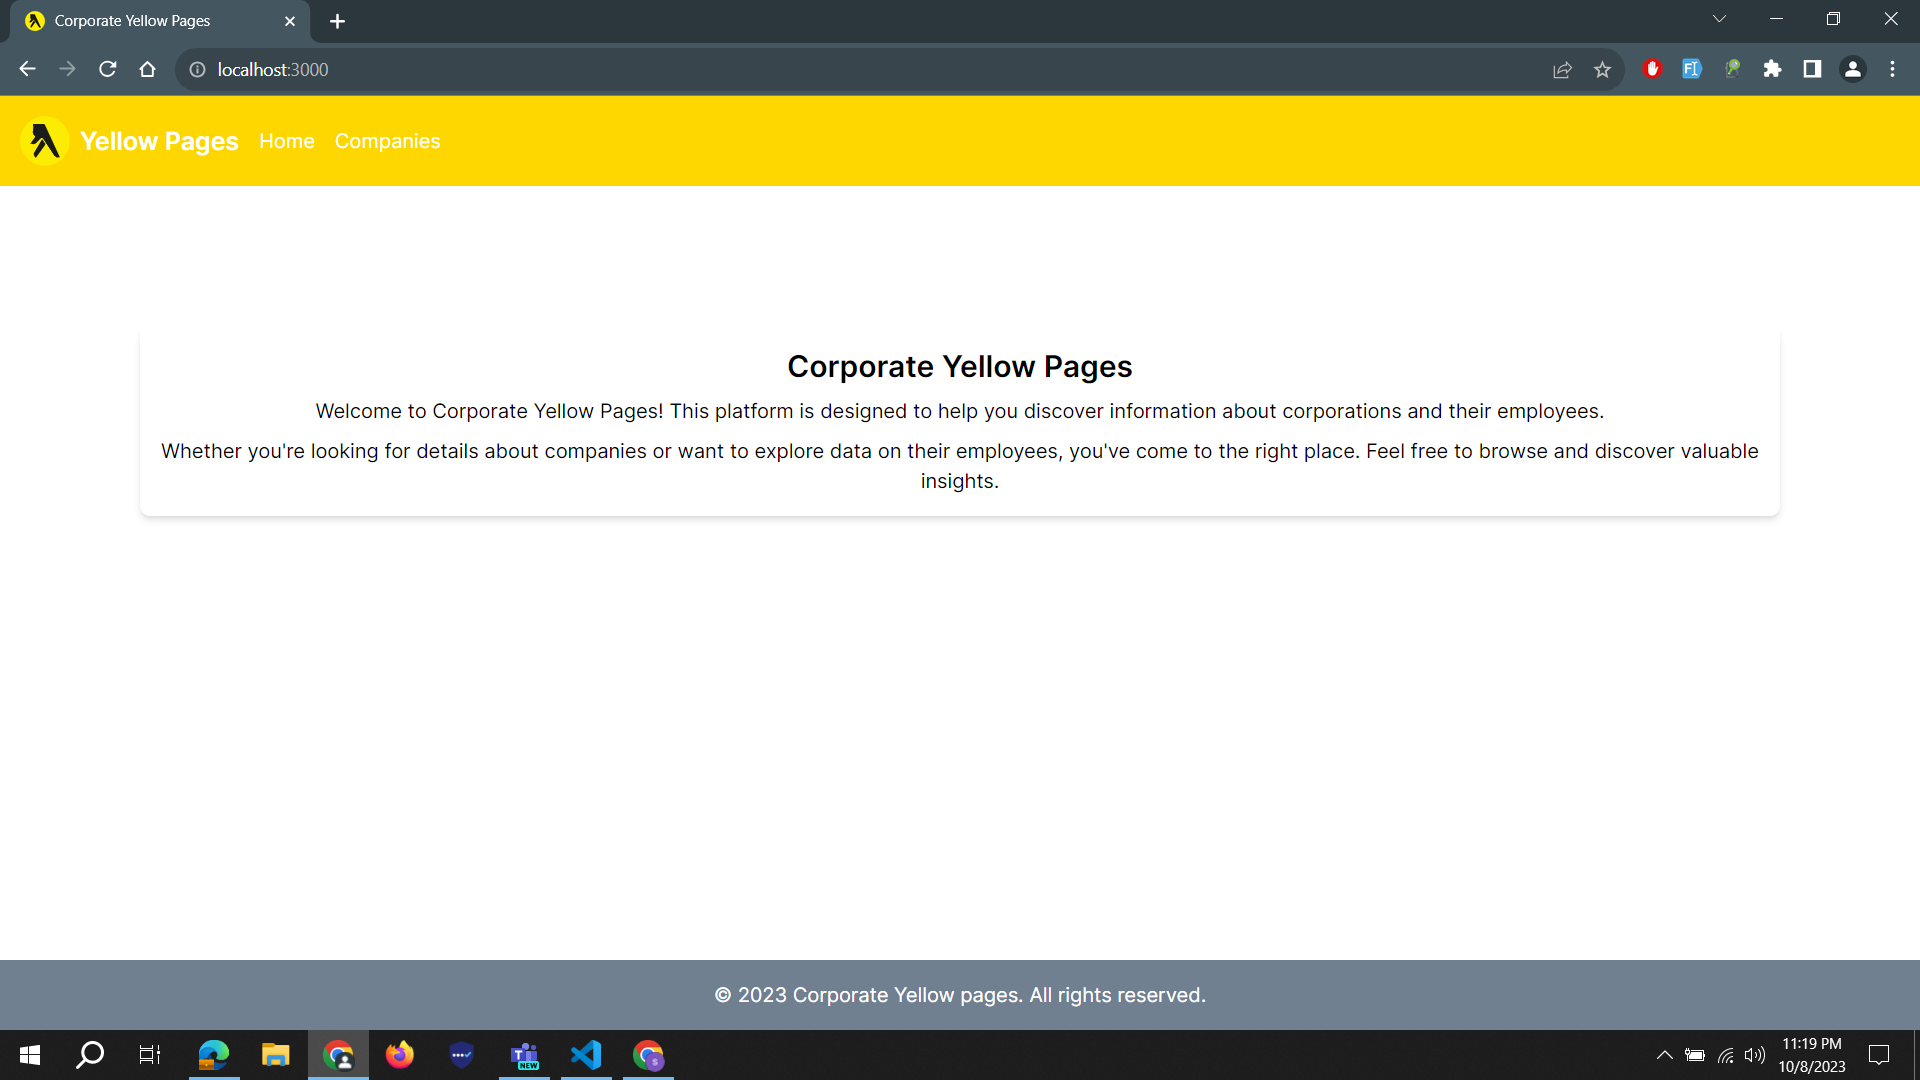 Corporate Yellow Pages
localhost:3000
Yellow Pages Home Companies
Corporate Yellow Pages
Welcome to Corporate Yellow Pages! This platform is designed to help you discover information about corporations and their employees.
Whether you're looking for details about companies or want to explore data on their employees, you've come to the right place. Feel free to browse and discover valuable
insights.
© 2023 Corporate Yellow pages. All rights reserved.
NEW
S
11:19 PM
10/8/2023